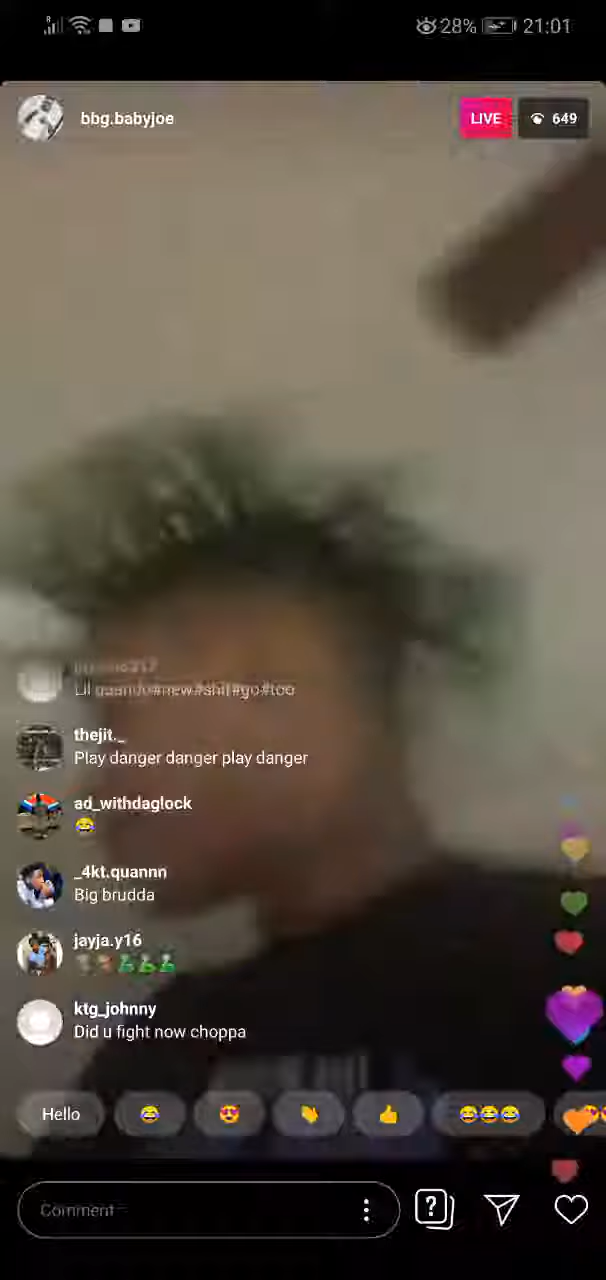 28% 21:01
bbg.babyjoe LIVE 649
thejit._
Play danger danger play danger
ad_withdaglock
😂
_4kt.quannn
Big brudda
jayja.y16
ktg_johnny
Did u fight now choppa
Hello 😂 😍 👏 👍 😂😂😂
Comment